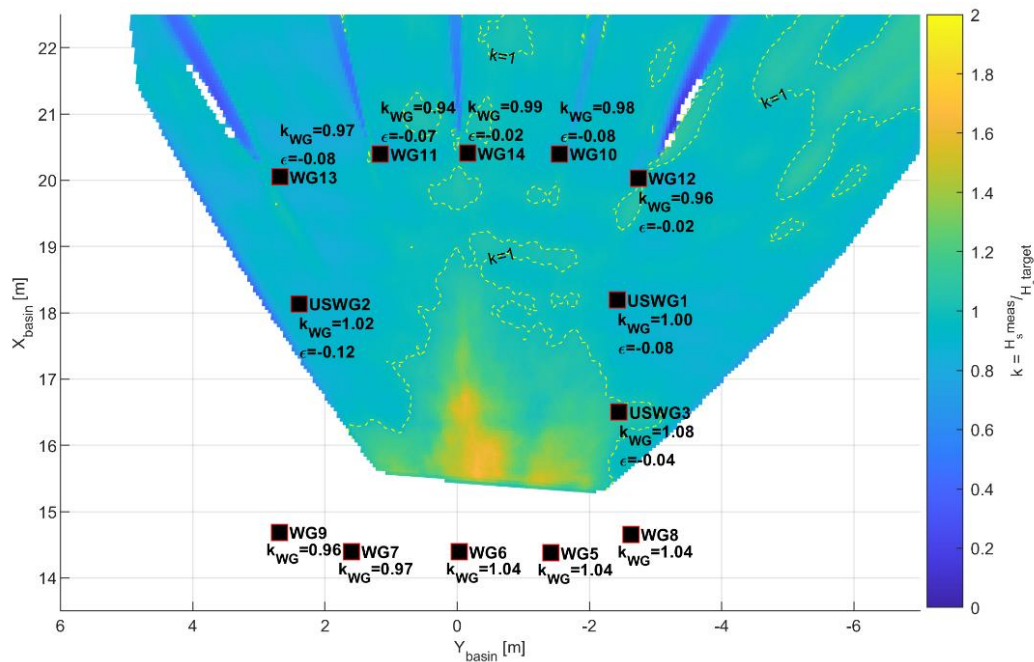 22
21
20
19
18
17
16
15
14
X_basin [m]
6
4
2
0
-2
-4
-6
Y_basin [m]
k=1
k=1
k=1
k_WG=0.97
ϵ=-0.08
WG13
k_WG=0.94
ϵ=-0.07
WG11
k_WG=0.99
ϵ=-0.02
WG14
k_WG=0.98
ϵ=-0.08
WG10
WG12
k_WG=0.96
ϵ=-0.02
USWG2
k_WG=1.02
ϵ=-0.12
USWG1
k_WG=1.00
ϵ=-0.08
USWG3
k_WG=1.08
ϵ=-0.04
WG9
k_WG=0.96
WG7
k_WG=0.97
WG6
k_WG=1.04
WG5
k_WG=1.04
WG8
k_WG=1.04
2
1.8
1.6
1.4
1.2
1
0.8
0.6
0.4
0.2
0
k = H_s meas/H_target